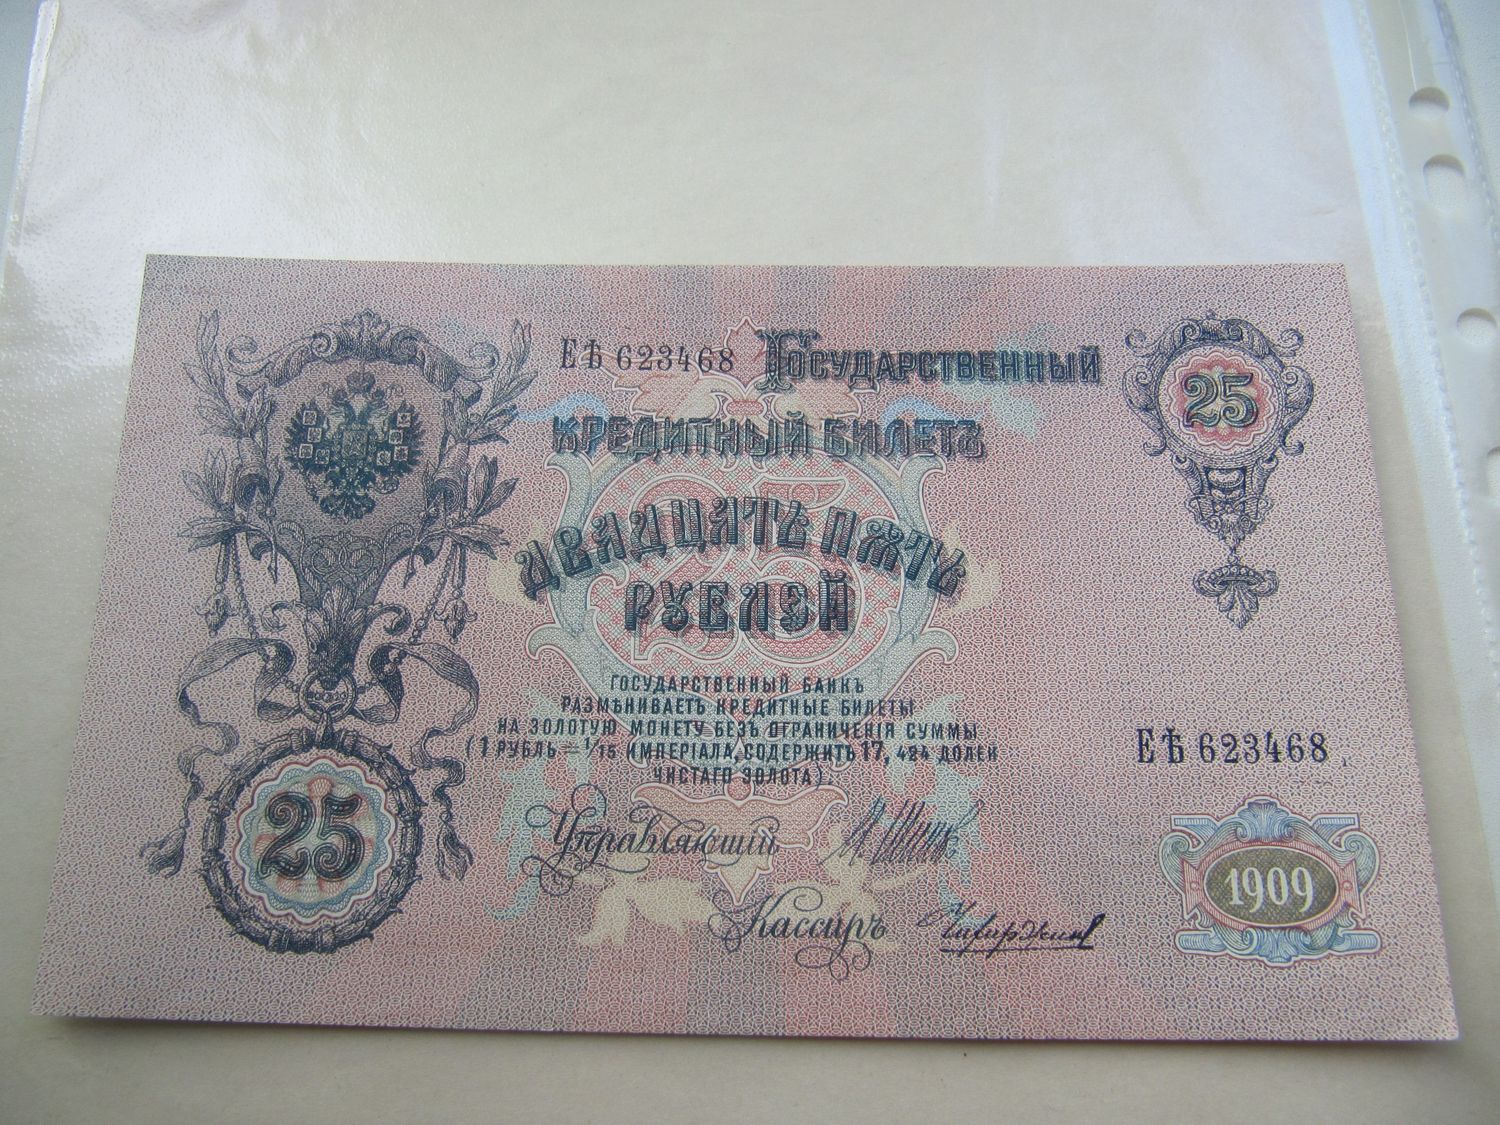 ЕѢ 623468 ГОСУДАРСТВЕННЫЙ
КРЕДИТНЫЙ БИЛЕТЪ
25
ДВАДЦАТЬ ПѦТЬ
РУБЛЕЙ
25
ГОСУДАРСТВЕННЫЙ БАНКЪ
РАЗМѢНИВАЕТЪ КРЕДИТНЫЕ БИЛЕТЫ
НА ЗОЛОТУЮ МОНЕТУ БЕЗЪ ОГРАНИЧЕНІЯ СУММЫ
(1 РУБЛЬ = 1/15 ИМПЕРІАЛА, СОДЕРЖИТЪ 17, 424 ДОЛЕЙ
ЧИСТАГО ЗОЛОТА).
ЕѢ 623468
25
Управляющій
Кассиръ
1909